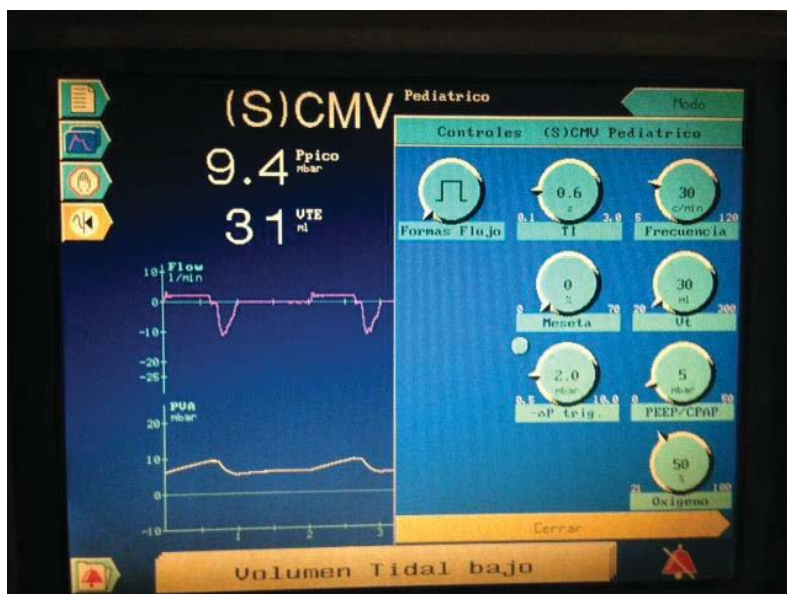 (S)CMV
Pediatrico
Modo
Controles (S)CMV Pediatrico
9.4 Ppico
mbar
31 VTE
ml
0.6
s
0.1 3.0
30
c/min
5 120
Formas Flujo
TI
Frecuencia
Flow
l/min
10
0
-10
-20
-25
0
%
0 70
30
ml
20 300
Meseta
Vt
2.0
mbar
0.5 10.0
5
mbar
0 50
-oP trig.
PEEP/CPAP
PVA
mbar
20
10
0
-10
1 2 3
50
%
21 100
Oxigeno
Cerrar
Volumen Tidal bajo